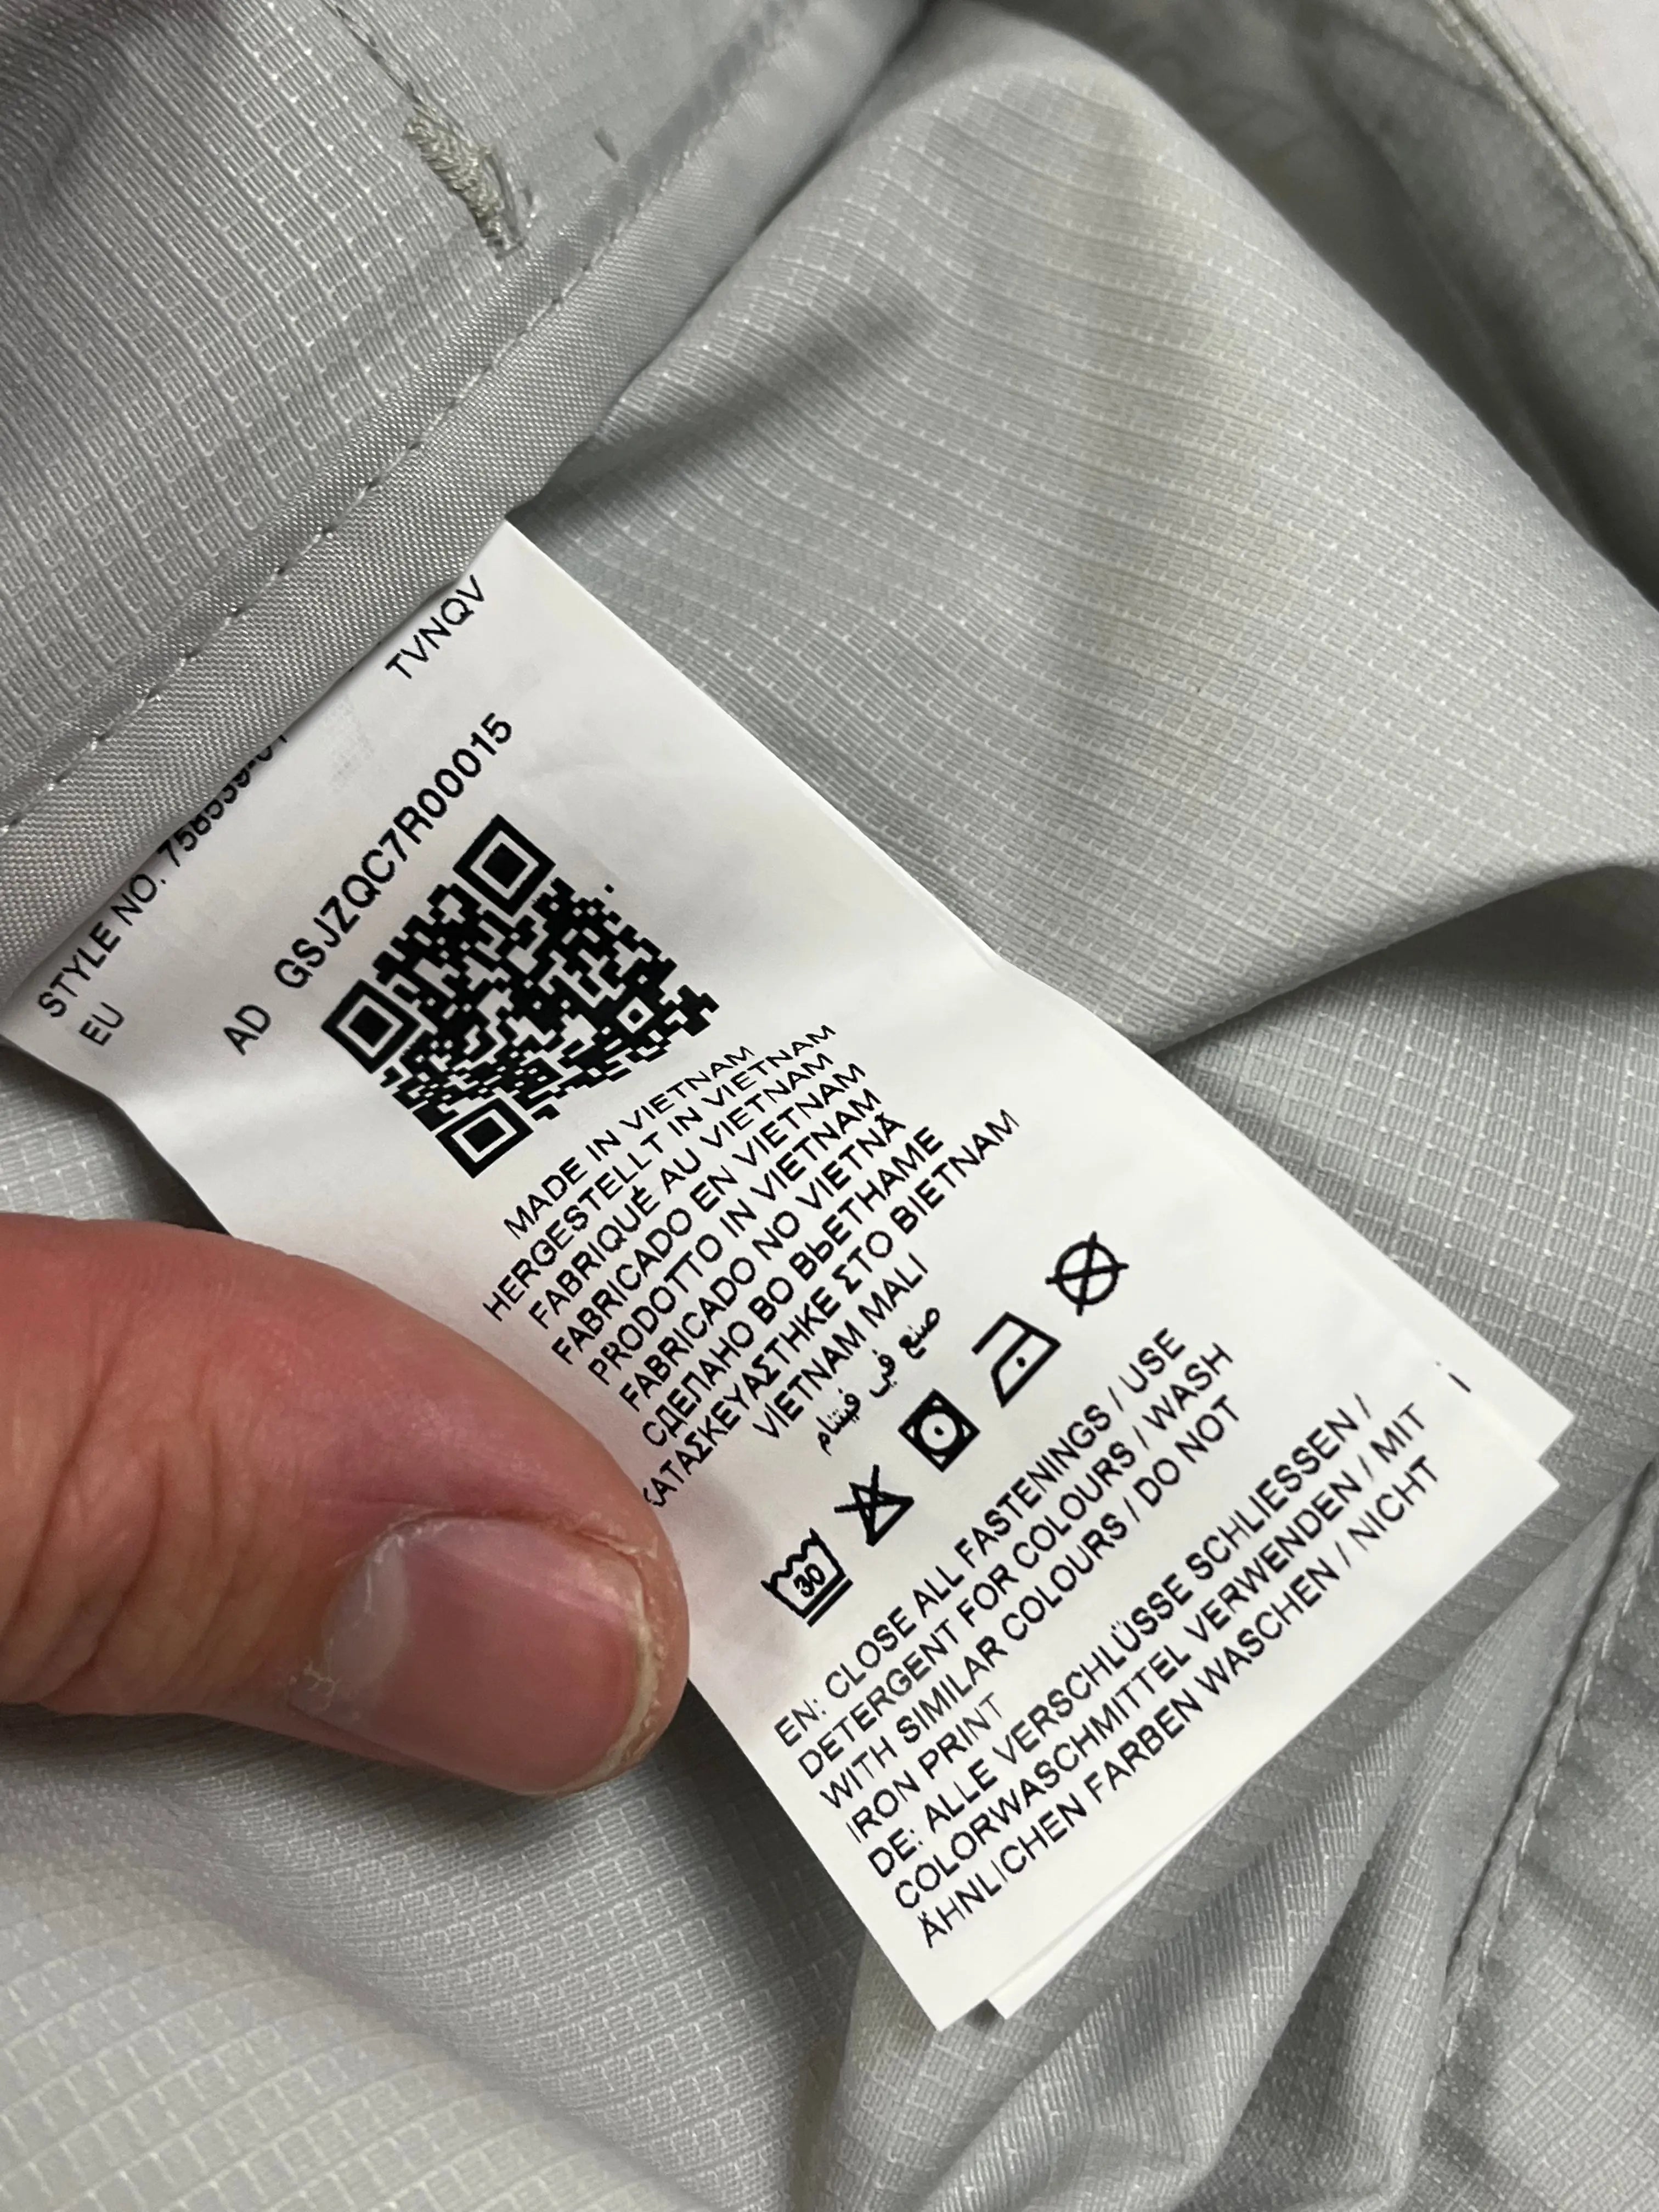 STYLE NO. 758539-01
TVNQV
EU
AD GSJZQC7R00015
MADE IN VIETNAM
HERGESTELLT IN VIETNAM
FABRIQUÉ AU VIETNAM
FABRICADO EN VIETNAM
PRODOTTO IN VIETNAM
FABRICADO NO VIETNÃ
СДЕЛАНО ВО ВЬЕТНАМЕ
ΚΑΤΑΣΚΕΥΑΣΤΗΚΕ ΣΤΟ ΒΙΕΤΝΑΜ
VIETNAM MALI
صنع في فيتنام
30
EN: CLOSE ALL FASTENINGS / USE
DETERGENT FOR COLOURS / WASH
WITH SIMILAR COLOURS / DO NOT
IRON PRINT
DE: ALLE VERSCHLÜSSE SCHLIESSEN /
COLORWASCHMITTEL VERWENDEN / MIT
ÄHNLICHEN FARBEN WASCHEN / NICHT